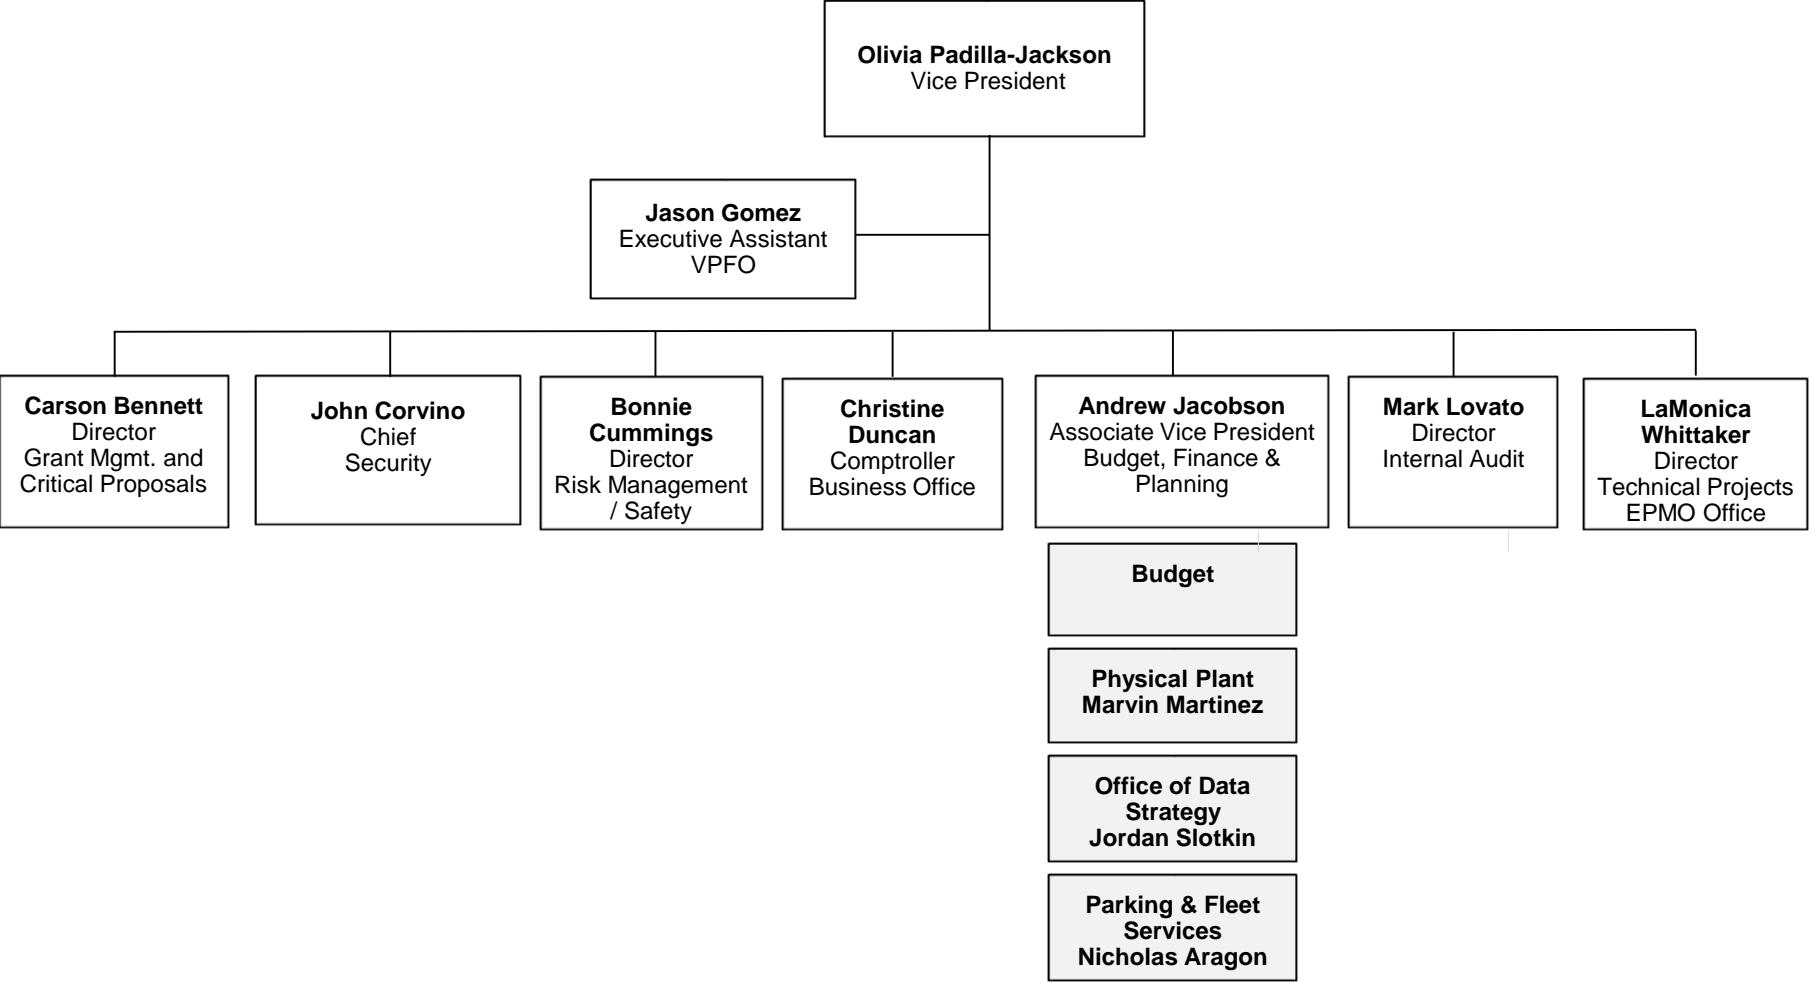 Olivia Padilla-Jackson
Vice President
Jason Gomez
Executive Assistant
VPFO
Carson Bennett
Director
Grant Mgmt. and
Critical Proposals
John Corvino
Chief
Security
Bonnie
Cummings
Director
Risk Management
/ Safety
Christine
Duncan
Comptroller
Business Office
Andrew Jacobson
Associate Vice President
Budget, Finance &
Planning
Mark Lovato
Director
Internal Audit
LaMonica
Whittaker
Director
Technical Projects
EPMO Office
Budget
Physical Plant
Marvin Martinez
Office of Data
Strategy
Jordan Slotkin
Parking & Fleet
Services
Nicholas Aragon